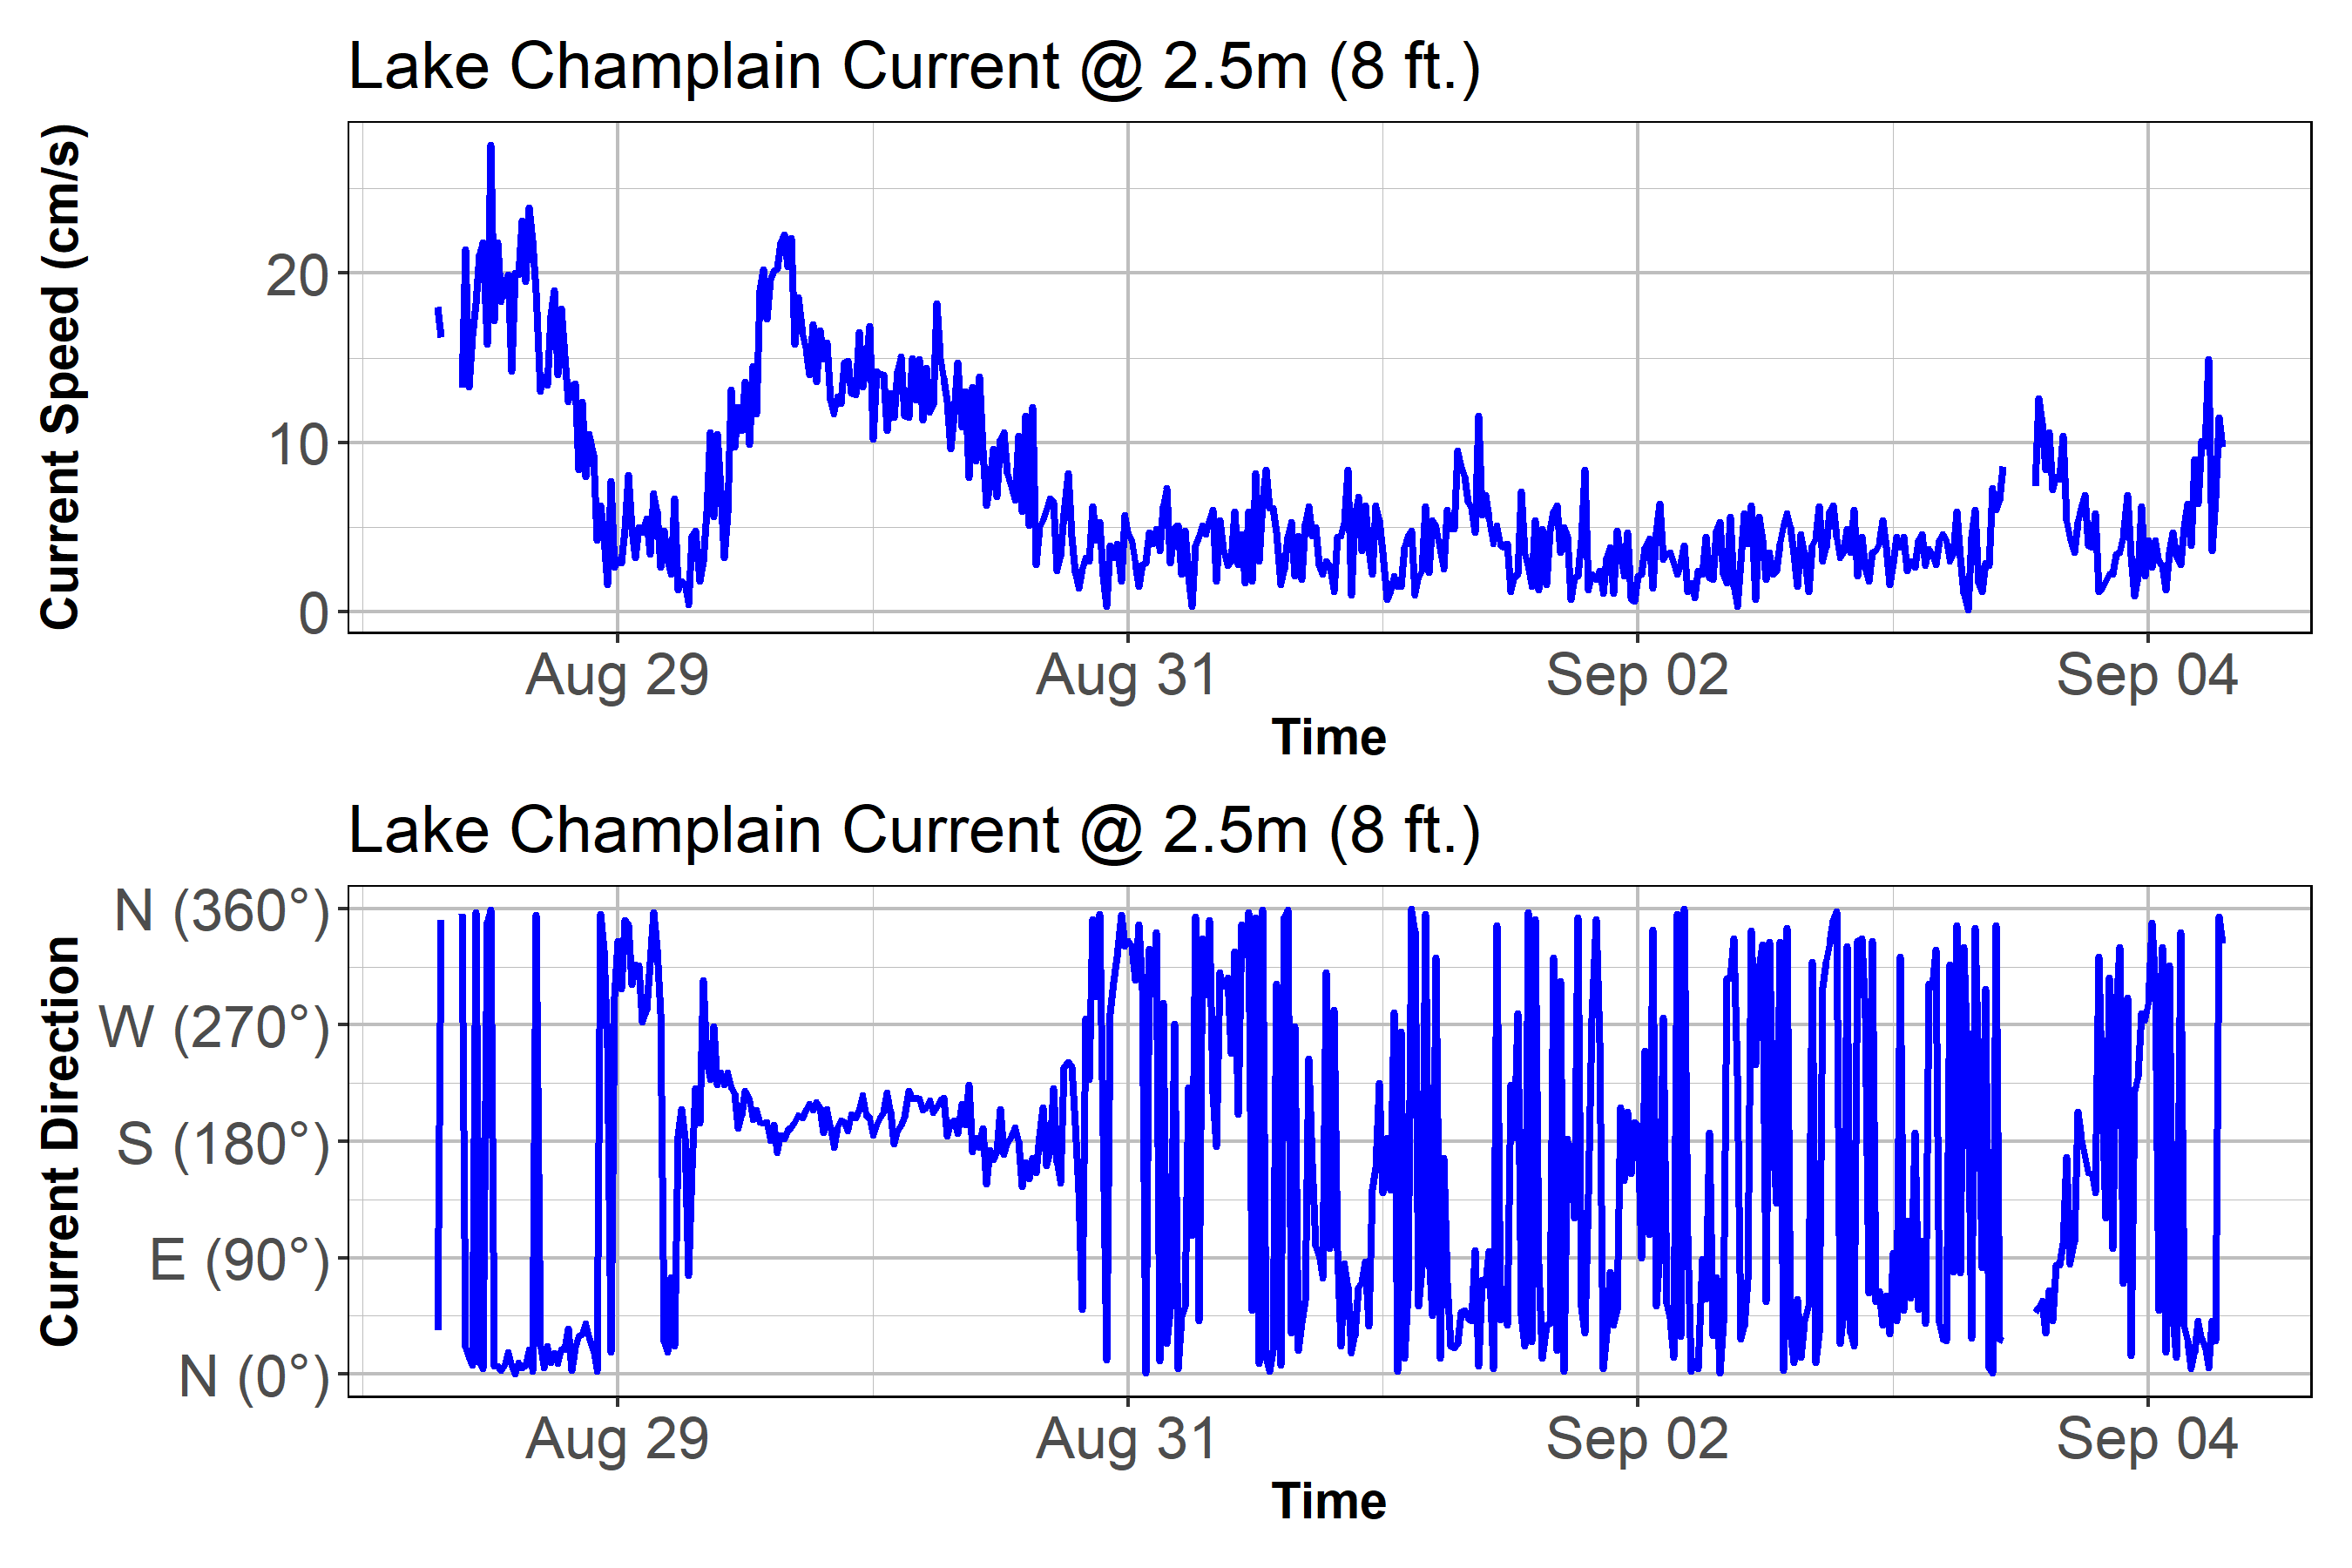 Lake Champlain Current @ 2.5m (8 ft.)
Current Speed (cm/s)
20
10
0
Aug 29
Aug 31
Sep 02
Sep 04
Time
Lake Champlain Current @ 2.5m (8 ft.)
Current Direction
N (360°)
W (270°)
S (180°)
E (90°)
N (0°)
Aug 29
Aug 31
Sep 02
Sep 04
Time